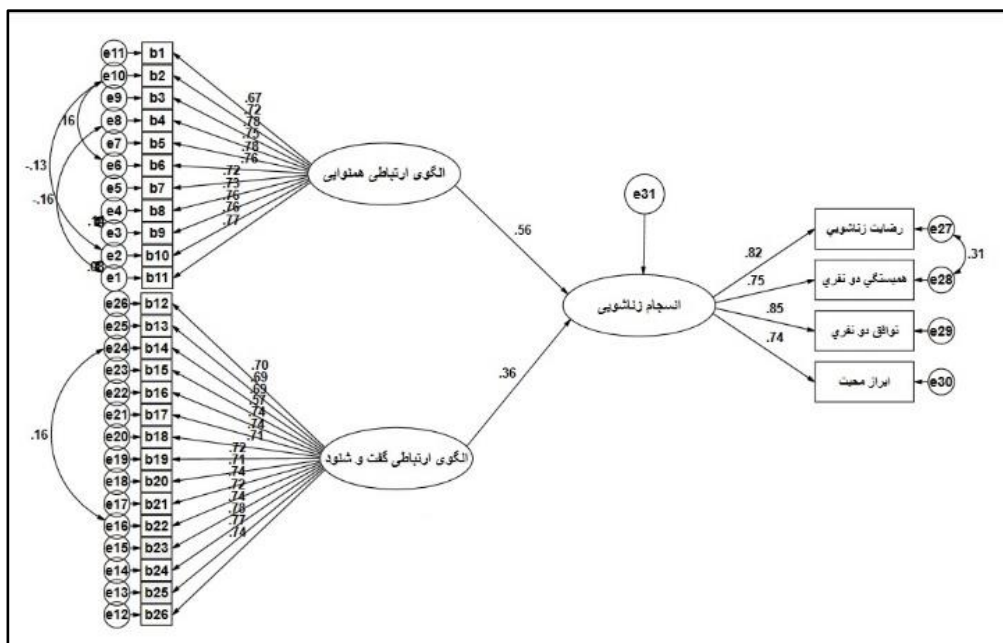 e11 b1
e10 b2
e9 b3
e8 b4
e7 b5
e6 b6
e5 b7
e4 b8
e3 b9
e2 b10
e1 b11
e26 b12
e25 b13
e24 b14
e23 b15
e22 b16
e21 b17
e20 b18
e19 b19
e18 b20
e17 b21
e16 b22
e15 b23
e14 b24
e13 b25
e12 b26
16
-.13
-.16
.16
.67
.72
.78
.75
.78
.76
.72
.73
.76
.76
.77
الگوی ارتباطی همنوایی
.56
.70
.69
.69
.57
.74
.74
.71
.72
.71
.74
.72
.74
.78
.77
.74
الگوی ارتباطی گفت و شنود
.36
e31
انسجام زناشویی
.82
.75
.85
.74
رضایت زناشويي
e27
.31
همبستگي دو نفري
e28
توافق دو نفري
e29
ابراز محبت
e30